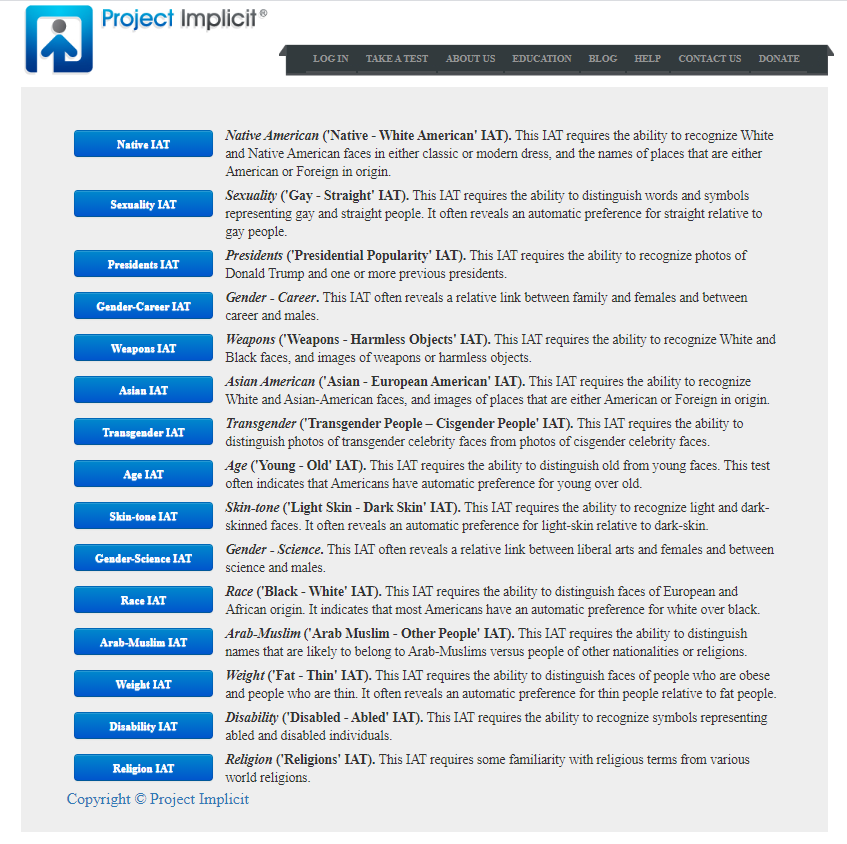 Project Implicit®
LOG IN TAKE A TEST ABOUT US EDUCATION BLOG HELP CONTACT US DONATE
Native IAT
Native American ('Native - White American' IAT). This IAT requires the ability to recognize White
and Native American faces in either classic or modern dress, and the names of places that are either
American or Foreign in origin.
Sexuality IAT
Sexuality ('Gay - Straight' IAT). This IAT requires the ability to distinguish words and symbols
representing gay and straight people. It often reveals an automatic preference for straight relative to
gay people.
Presidents IAT
Presidents ('Presidential Popularity' IAT). This IAT requires the ability to recognize photos of
Donald Trump and one or more previous presidents.
Gender-Career IAT
Gender - Career. This IAT often reveals a relative link between family and females and between
career and males.
Weapons IAT
Weapons ('Weapons - Harmless Objects' IAT). This IAT requires the ability to recognize White and
Black faces, and images of weapons or harmless objects.
Asian IAT
Asian American ('Asian - European American' IAT). This IAT requires the ability to recognize
White and Asian-American faces, and images of places that are either American or Foreign in origin.
Transgender IAT
Transgender ('Transgender People – Cisgender People' IAT). This IAT requires the ability to
distinguish photos of transgender celebrity faces from photos of cisgender celebrity faces.
Age IAT
Age ('Young - Old' IAT). This IAT requires the ability to distinguish old from young faces. This test
often indicates that Americans have automatic preference for young over old.
Skin-tone IAT
Skin-tone ('Light Skin - Dark Skin' IAT). This IAT requires the ability to recognize light and dark-
skinned faces. It often reveals an automatic preference for light-skin relative to dark-skin.
Gender-Science IAT
Gender - Science. This IAT often reveals a relative link between liberal arts and females and between
science and males.
Race IAT
Race ('Black - White' IAT). This IAT requires the ability to distinguish faces of European and
African origin. It indicates that most Americans have an automatic preference for white over black.
Arab-Muslim IAT
Arab-Muslim ('Arab Muslim - Other People' IAT). This IAT requires the ability to distinguish
names that are likely to belong to Arab-Muslims versus people of other nationalities or religions.
Weight IAT
Weight ('Fat - Thin' IAT). This IAT requires the ability to distinguish faces of people who are obese
and people who are thin. It often reveals an automatic preference for thin people relative to fat people.
Disability IAT
Disability ('Disabled - Abled' IAT). This IAT requires the ability to recognize symbols representing
abled and disabled individuals.
Religion IAT
Religion ('Religions' IAT). This IAT requires some familiarity with religious terms from various
world religions.
Copyright © Project Implicit